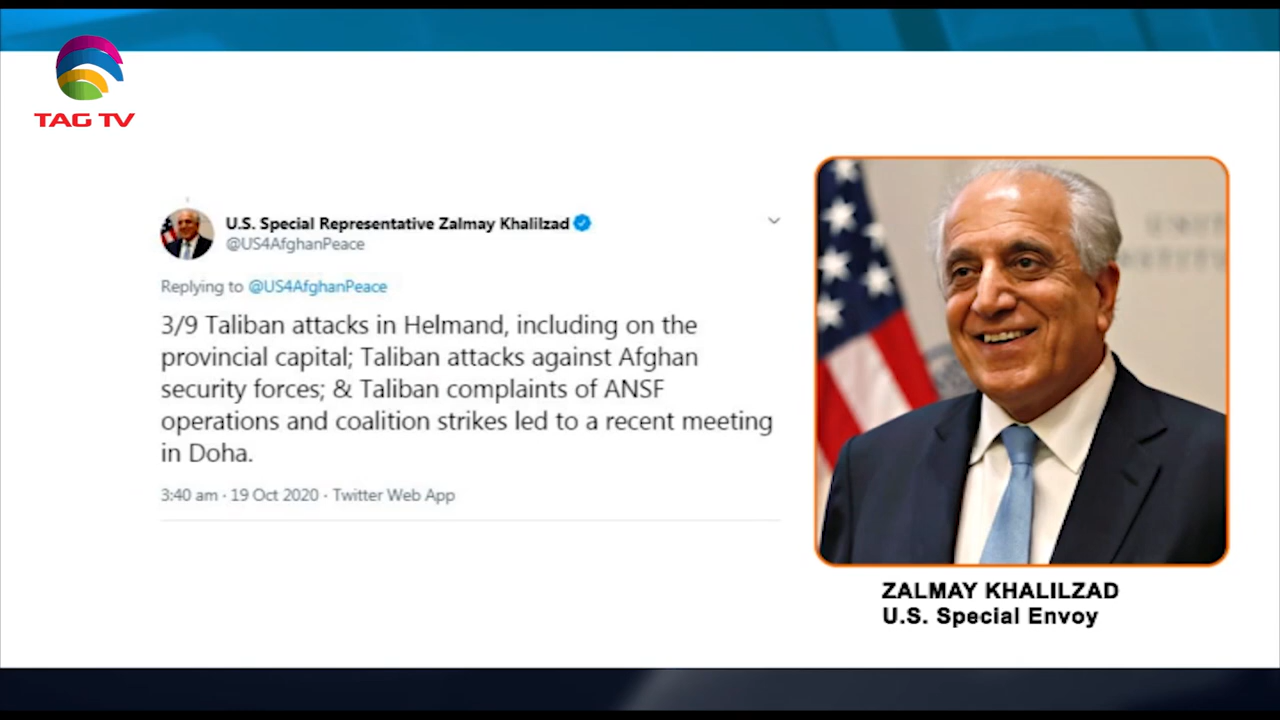 TAG TV
U.S. Special Representative Zalmay Khalilzad
@US4AfghanPeace
Replying to @US4AfghanPeace
3/9 Taliban attacks in Helmand, including on the
provincial capital; Taliban attacks against Afghan
security forces; & Taliban complaints of ANSF
operations and coalition strikes led to a recent meeting
in Doha.
3:40 am · 19 Oct 2020 · Twitter Web App
ZALMAY KHALILZAD
U.S. Special Envoy